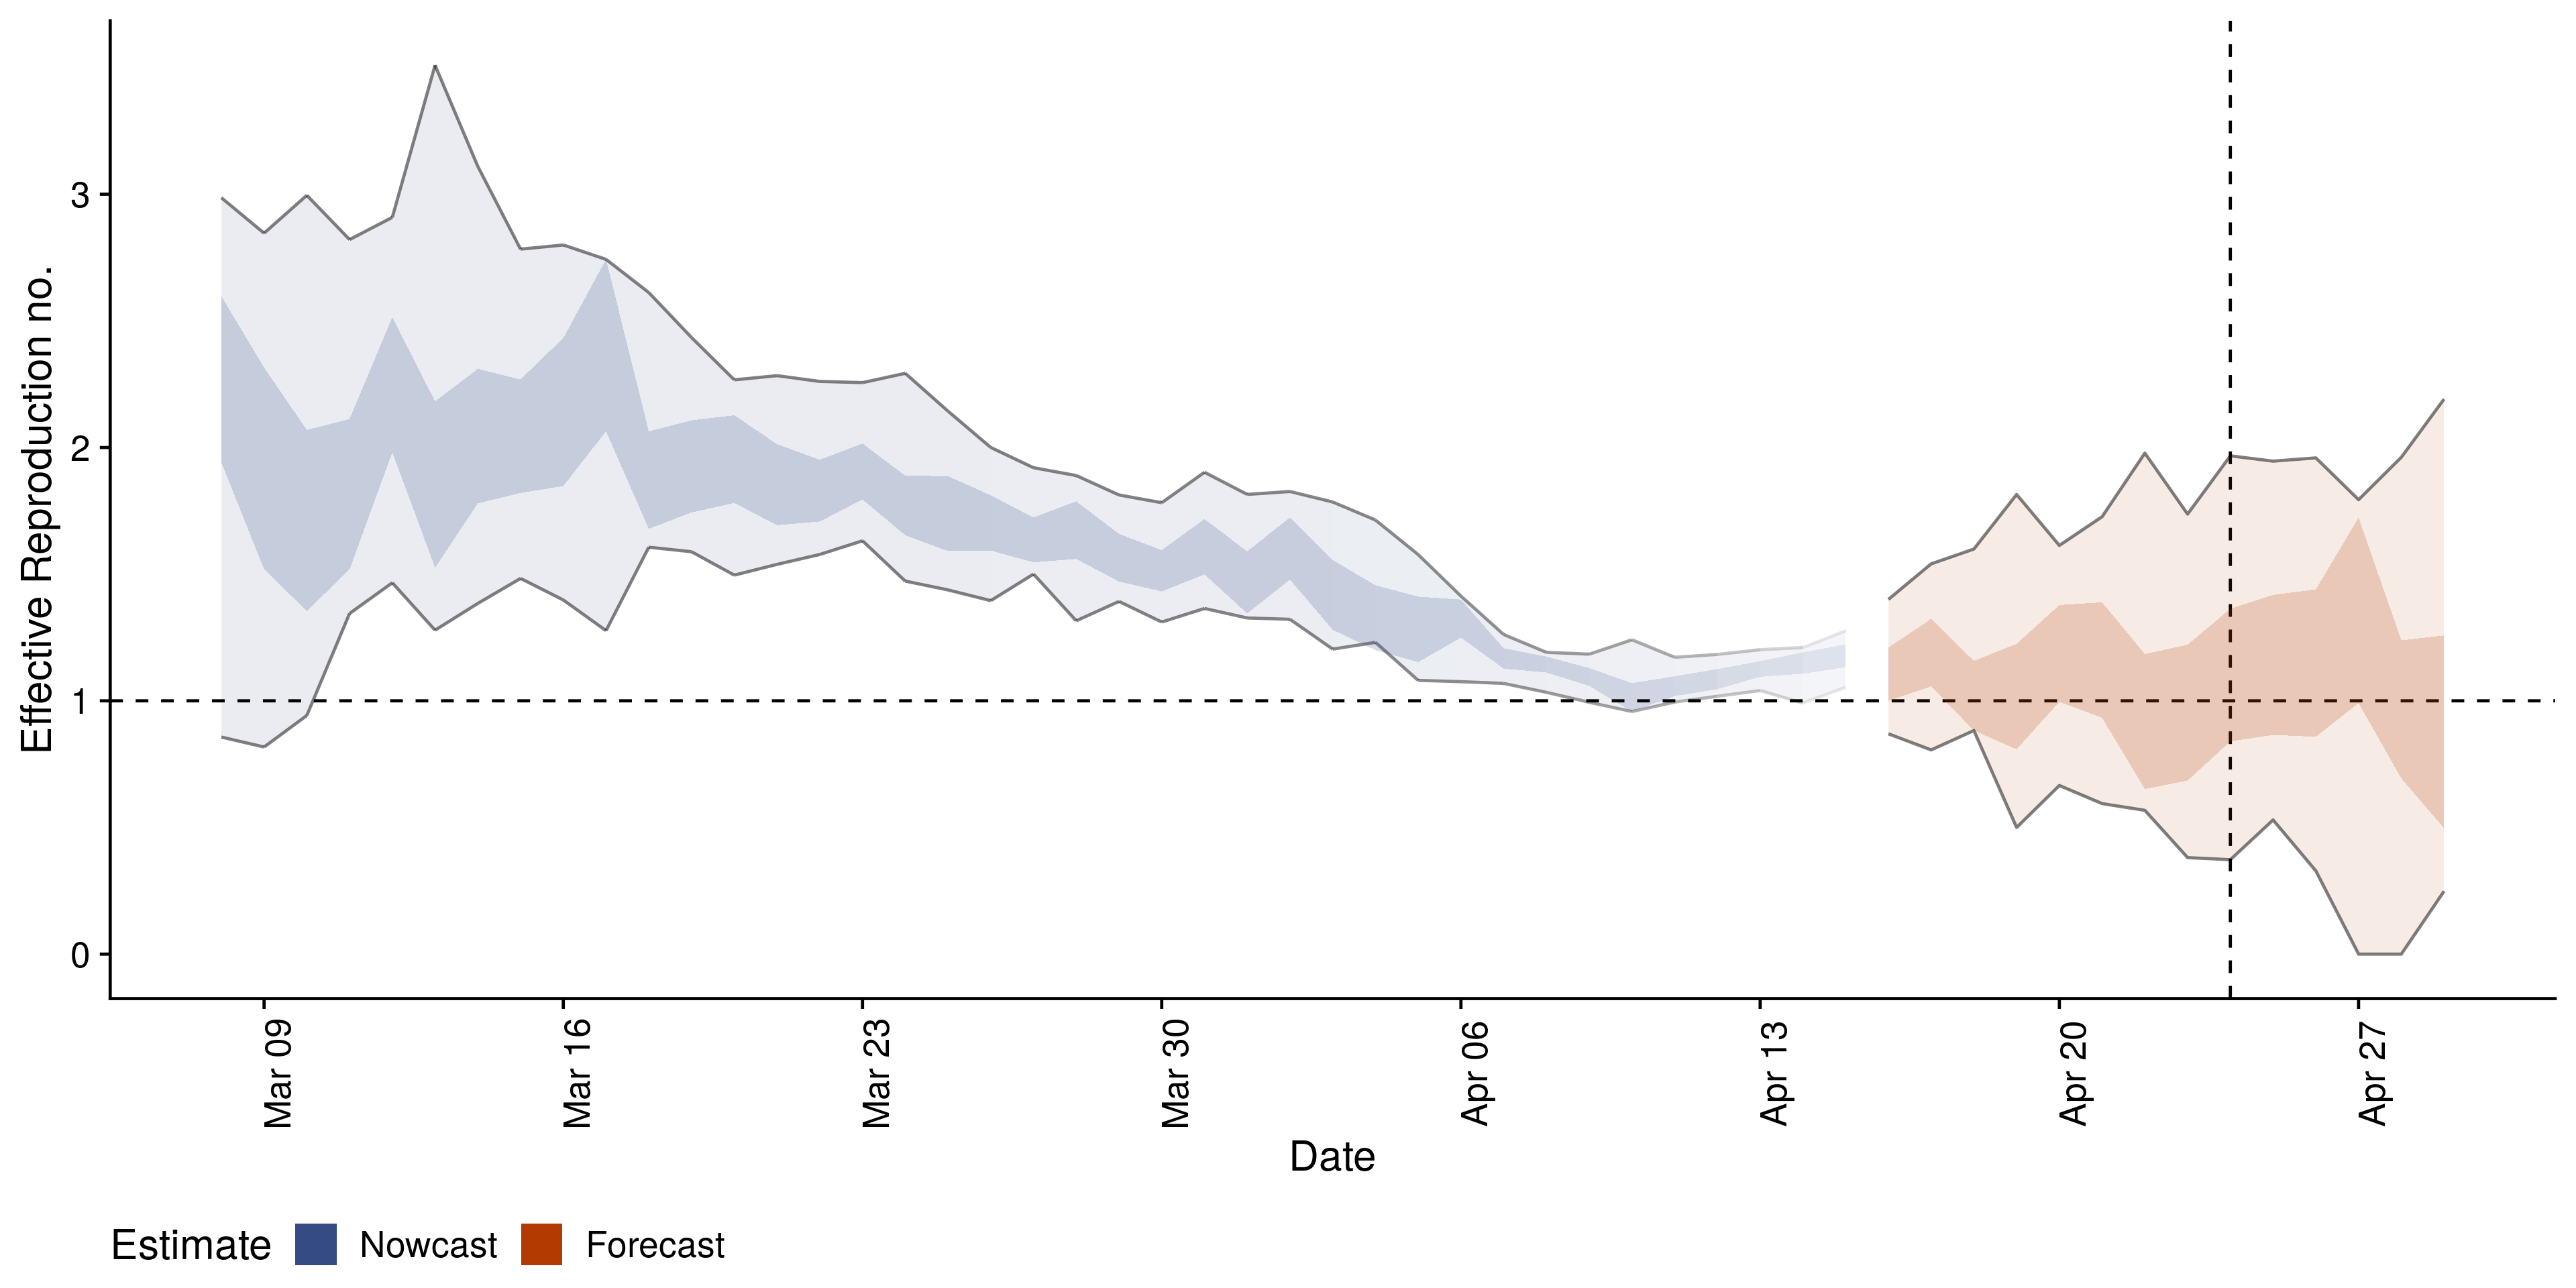 Effective Reproduction no.
3
2
1
0
Mar 09
Mar 16
Mar 23
Mar 30
Apr 06
Apr 13
Apr 20
Apr 27
Date
Estimate Nowcast Forecast